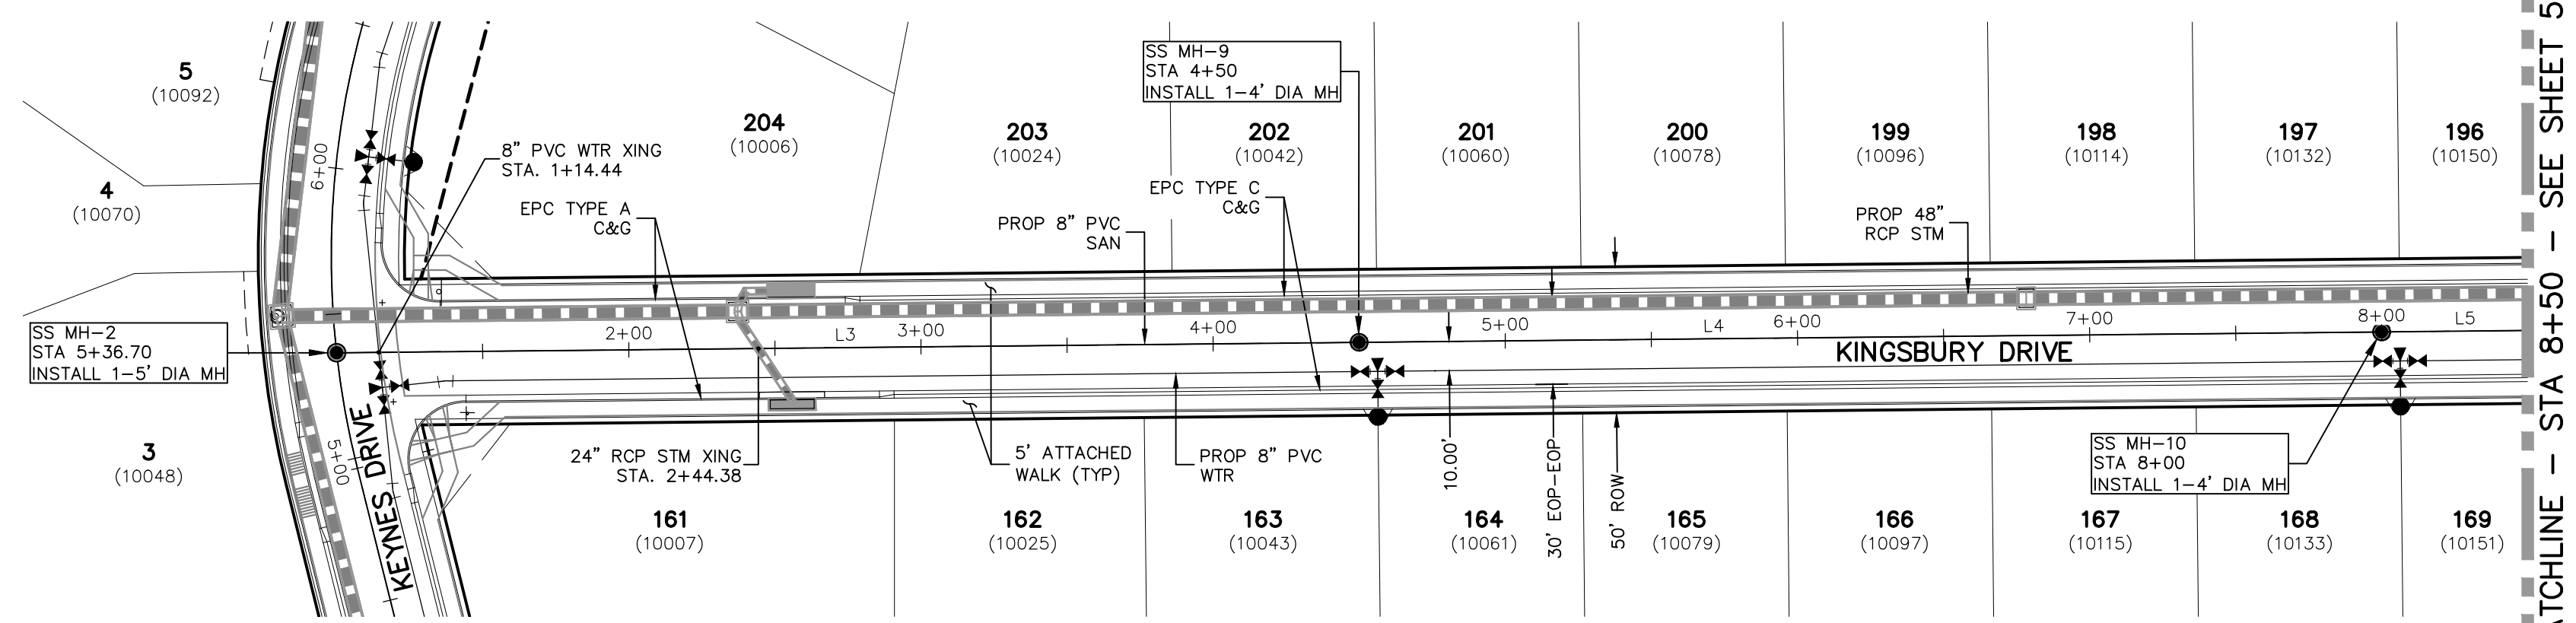 5
(10092)
4
(10070)
3
(10048)
SS MH-2
STA 5+36.70
INSTALL 1-5' DIA MH
6+00
5+00
KEYNES DRIVE
8" PVC WTR XING
STA. 1+14.44
EPC TYPE A
C&G
204
(10006)
203
(10024)
202
(10042)
201
(10060)
200
(10078)
199
(10096)
198
(10114)
197
(10132)
196
(10150)
SS MH-9
STA 4+50
INSTALL 1-4' DIA MH
EPC TYPE C
C&G
PROP 8" PVC
SAN
PROP 48"
RCP STM
2+00
L3
3+00
4+00
5+00
L4
6+00
7+00
8+00
L5
KINGSBURY DRIVE
24" RCP STM XING
STA. 2+44.38
5' ATTACHED
WALK (TYP)
PROP 8" PVC
WTR
10.00'
30' EOP-EOP
50' ROW
SS MH-10
STA 8+00
INSTALL 1-4' DIA MH
161
(10007)
162
(10025)
163
(10043)
164
(10061)
165
(10079)
166
(10097)
167
(10115)
168
(10133)
169
(10151)
ATCHLINE - STA 8+50 - SEE SHEET 5